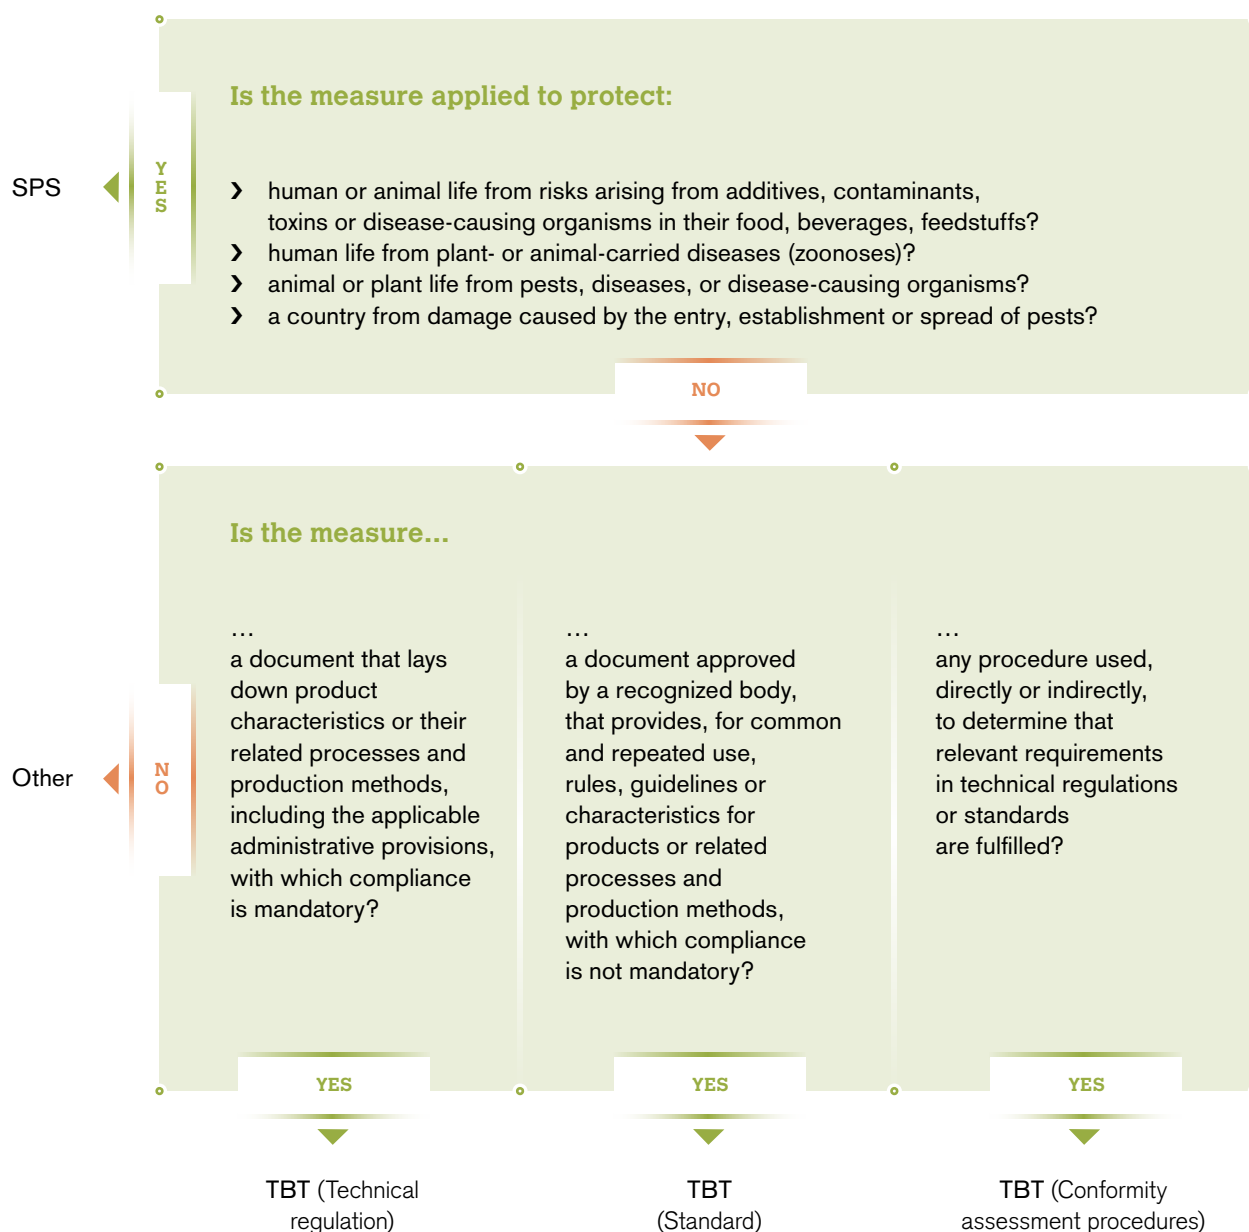 Is the measure applied to protect:
SPS
YES
❯ human or animal life from risks arising from additives, contaminants,
toxins or disease-causing organisms in their food, beverages, feedstuffs?
❯ human life from plant- or animal-carried diseases (zoonoses)?
❯ animal or plant life from pests, diseases, or disease-causing organisms?
❯ a country from damage caused by the entry, establishment or spread of pests?
NO
Is the measure...
Other
NO
…
a document that lays
down product
characteristics or their
related processes and
production methods,
including the applicable
administrative provisions,
with which compliance
is mandatory?
YES
TBT (Technical
regulation)
…
a document approved
by a recognized body,
that provides, for common
and repeated use,
rules, guidelines or
characteristics for
products or related
processes and
production methods,
with which compliance
is not mandatory?
YES
TBT
(Standard)
…
any procedure used,
directly or indirectly,
to determine that
relevant requirements
in technical regulations
or standards
are fulfilled?
YES
TBT (Conformity
assessment procedures)